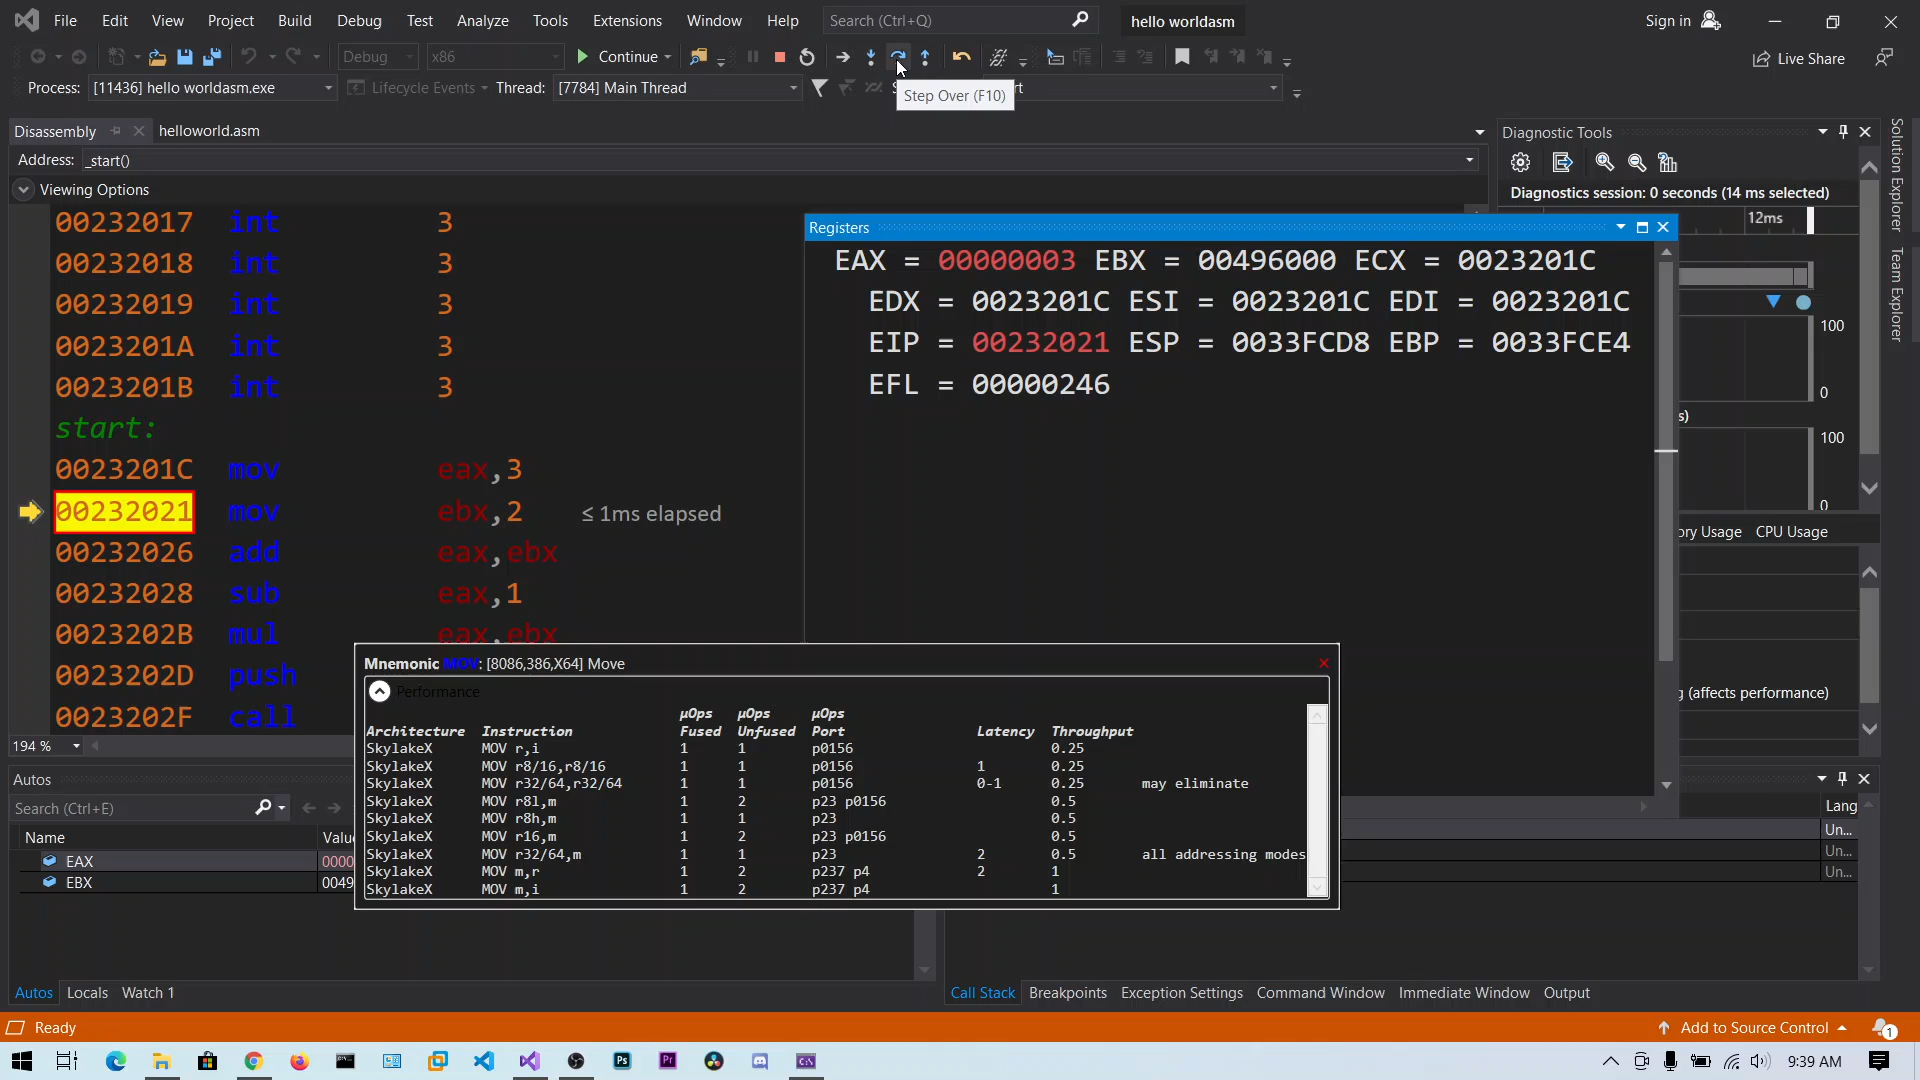 File Edit View Project Build Debug Test Analyze Tools Extensions Window Help Search (Ctrl+Q) hello worldasm Sign in
Debug x86 Continue Live Share
Process: [11436] hello worldasm.exe Lifecycle Events Thread: [7784] Main Thread
Step Over (F10)
Disassembly helloworld.asm
Address: _start()
Viewing Options
00232017 int 3
00232018 int 3
00232019 int 3
0023201A int 3
0023201B int 3
start:
0023201C mov eax,3
00232021 mov ebx,2 ≤ 1ms elapsed
00232026 add eax,ebx
00232028 sub eax,1
0023202B mul eax,ebx
0023202D push
0023202F call
194 %
Registers
EAX = 00000003 EBX = 00496000 ECX = 0023201C
EDX = 0023201C ESI = 0023201C EDI = 0023201C
EIP = 00232021 ESP = 0033FCD8 EBP = 0033FCE4
EFL = 00000246
Diagnostic Tools
Diagnostics session: 0 seconds (14 ms selected)
12ms
100
0
s)
100
0
ory Usage CPU Usage
g (affects performance)
Solution Explorer
Team Explorer
Mnemonic MOV: [8086,386,X64] Move
Performance
µOps µOps µOps
Architecture Instruction Fused Unfused Port Latency Throughput
SkylakeX MOV r,i 1 1 p0156 0.25
SkylakeX MOV r8/16,r8/16 1 1 p0156 1 0.25
SkylakeX MOV r32/64,r32/64 1 1 p0156 0-1 0.25 may eliminate
SkylakeX MOV r8l,m 1 2 p23 p0156 0.5
SkylakeX MOV r8h,m 1 1 p23 0.5
SkylakeX MOV r16,m 1 2 p23 p0156 0.5
SkylakeX MOV r32/64,m 1 1 p23 2 0.5 all addressing modes
SkylakeX MOV m,r 1 2 p237 p4 2 1
SkylakeX MOV m,i 1 2 p237 p4 1
Autos
Search (Ctrl+E)
Name Value
EAX 0000
EBX 0049
Lang
Un...
Un...
Un...
Autos Locals Watch 1
Call Stack Breakpoints Exception Settings Command Window Immediate Window Output
Ready Add to Source Control 1
9:39 AM